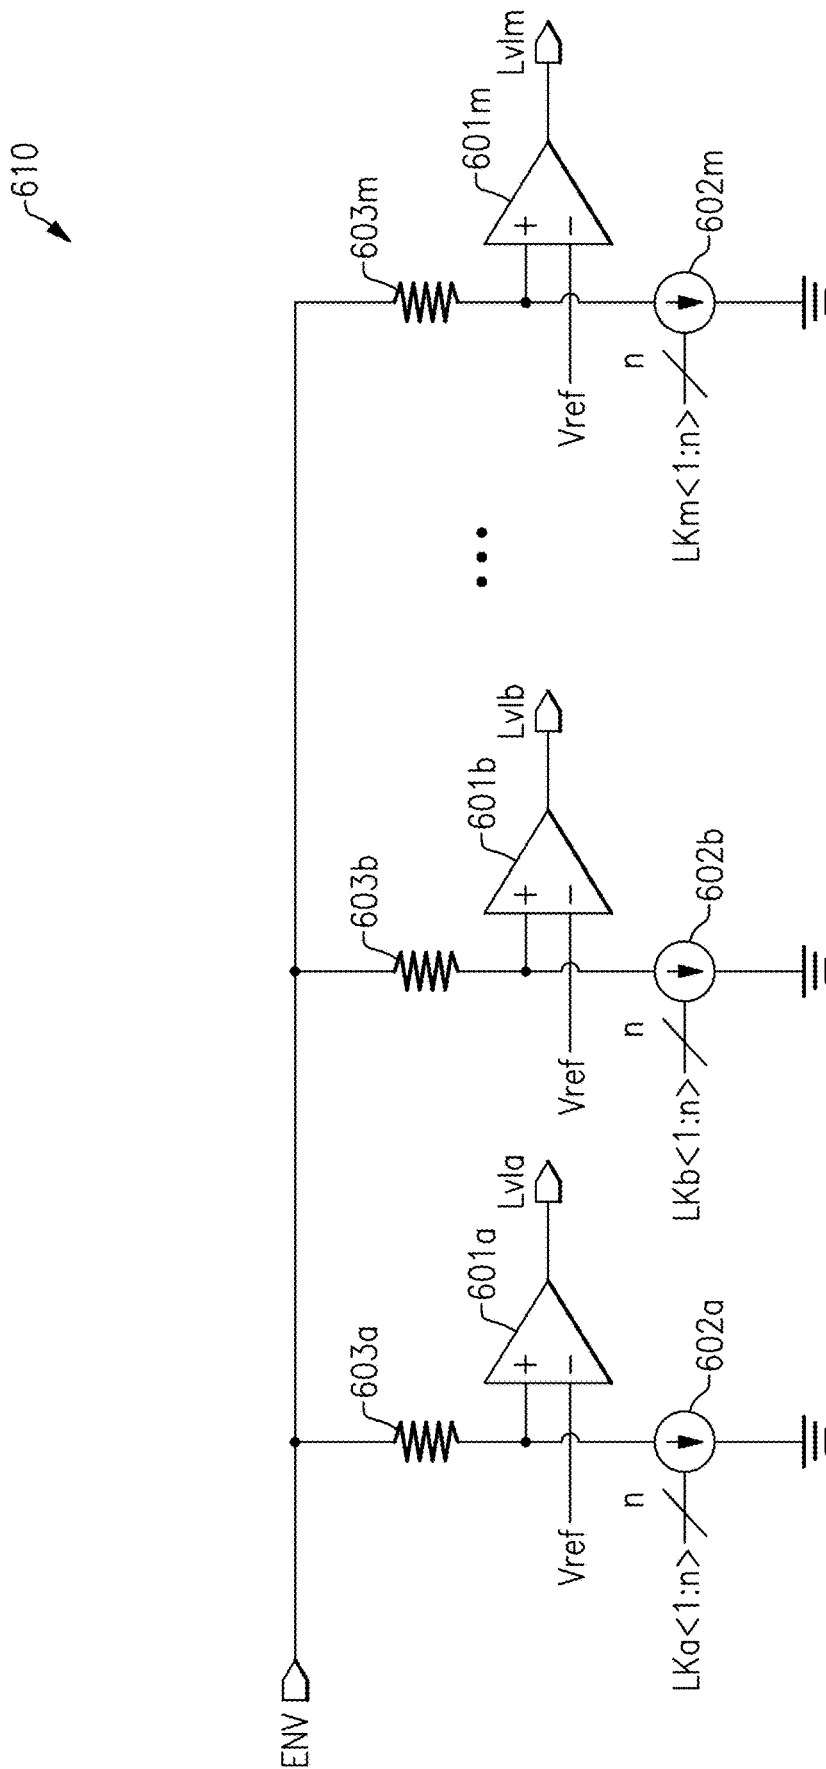 610
ENV
603a
601a
+
−
Lvla
Vref
n
LKa<1:n>
602a
603b
601b
+
−
Lvlb
Vref
n
LKb<1:n>
602b
603m
601m
+
−
Lvlm
Vref
n
LKm<1:n>
602m